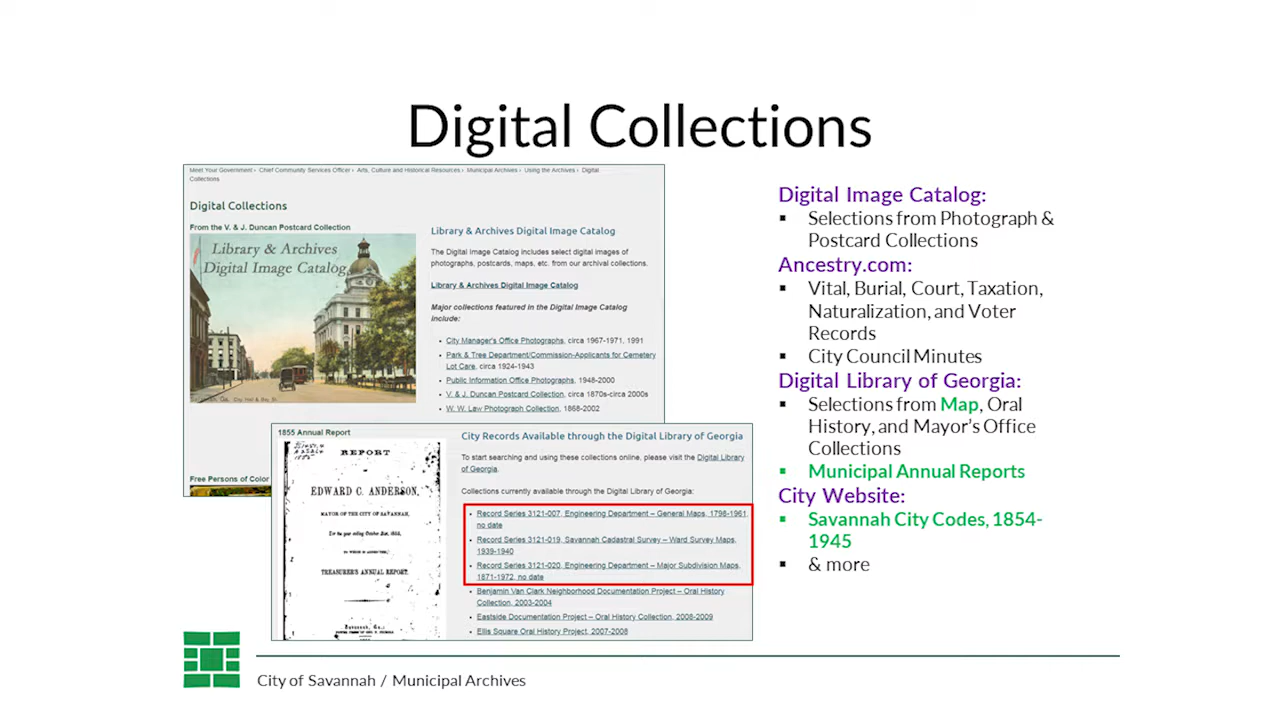 Digital Collections
Meet Your Government › Chief Community Services Officer › Arts, Culture and Historical Resources › Municipal Archives › Using the Archives › Digital
Collections
Digital Collections
From the V. & J. Duncan Postcard Collection
Library & Archives
Digital Image Catalog
Library & Archives Digital Image Catalog
The Digital Image Catalog includes select digital images of
photographs, postcards, maps, etc. from our archival collections.
Library & Archives Digital Image Catalog
Major collections featured in the Digital Image Catalog
include:
• City Manager's Office Photographs, circa 1967-1971, 1991
• Park & Tree Department/Commission-Applicants for Cemetery
Lot Care, circa 1924-1943
• Public Information Office Photographs, 1948-2000
• V. & J. Duncan Postcard Collection, circa 1870s-circa 2000s
• W. W. Law Photograph Collection, 1868-2002
Free Persons of Color
1855 Annual Report
REPORT
EDWARD C. ANDERSON,
MAYOR OF THE CITY OF SAVANNAH,
For the year ending October 31st, 1855,
TO WHICH IS ANNEXED,
TREASURER'S ANNUAL REPORT.
Savannah, Ga.:
City Records Available through the Digital Library of Georgia
To start searching and using these collections online, please visit the Digital Library
of Georgia.
Collections currently available through the Digital Library of Georgia:
• Record Series 3121-007, Engineering Department – General Maps, 1798-1961,
no date
• Record Series 3121-019, Savannah Cadastral Survey – Ward Survey Maps,
1939-1940
• Record Series 3121-020, Engineering Department – Major Subdivision Maps,
1871-1972, no date
• Benjamin Van Clark Neighborhood Documentation Project – Oral History
Collection, 2003-2004
• Eastside Documentation Project – Oral History Collection, 2008-2009
• Ellis Square Oral History Project, 2007-2008
Digital Image Catalog:
▪ Selections from Photograph &
Postcard Collections
Ancestry.com:
▪ Vital, Burial, Court, Taxation,
Naturalization, and Voter
Records
▪ City Council Minutes
Digital Library of Georgia:
▪ Selections from Map, Oral
History, and Mayor's Office
Collections
▪ Municipal Annual Reports
City Website:
▪ Savannah City Codes, 1854-
1945
▪ & more
City of Savannah / Municipal Archives